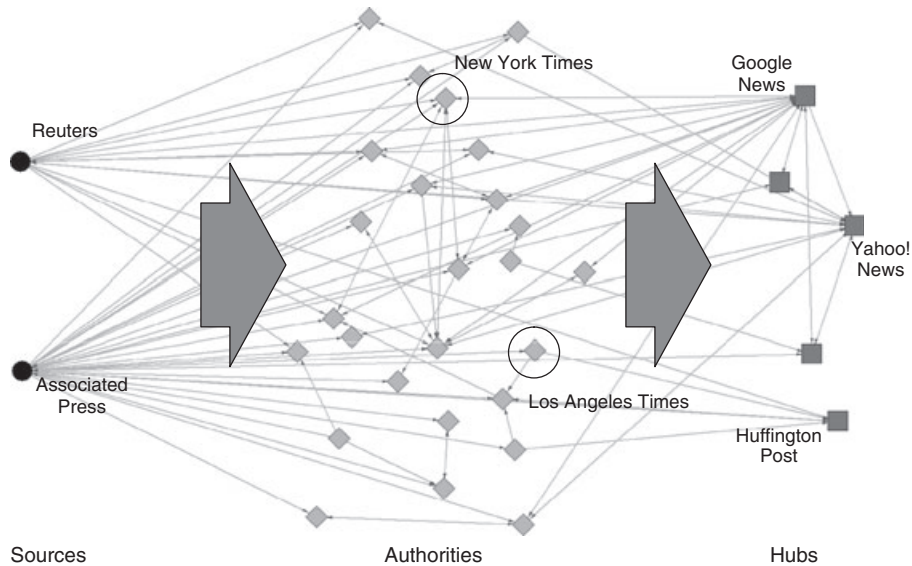 New York Times
Google
News
Reuters
Yahoo!
News
Associated
Press
Los Angeles Times
Huffington
Post
Sources
Authorities
Hubs